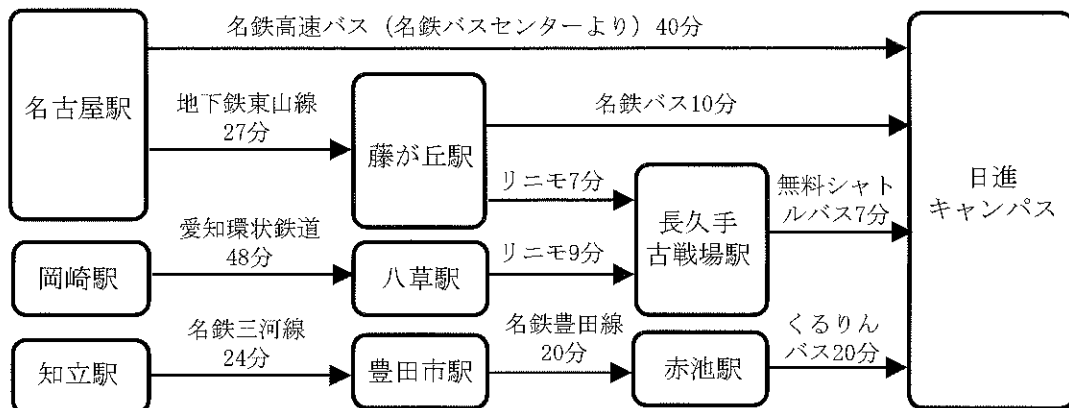 名鉄高速バス（名鉄バスセンターより）40分
名古屋駅
地下鉄東山線
27分
藤が丘駅
名鉄バス10分
リニモ7分
長久手
古戦場駅
無料シャト
ルバス7分
日進
キャンパス
岡崎駅
愛知環状鉄道
48分
八草駅
リニモ9分
知立駅
名鉄三河線
24分
豊田市駅
名鉄豊田線
20分
赤池駅
くるりん
バス20分